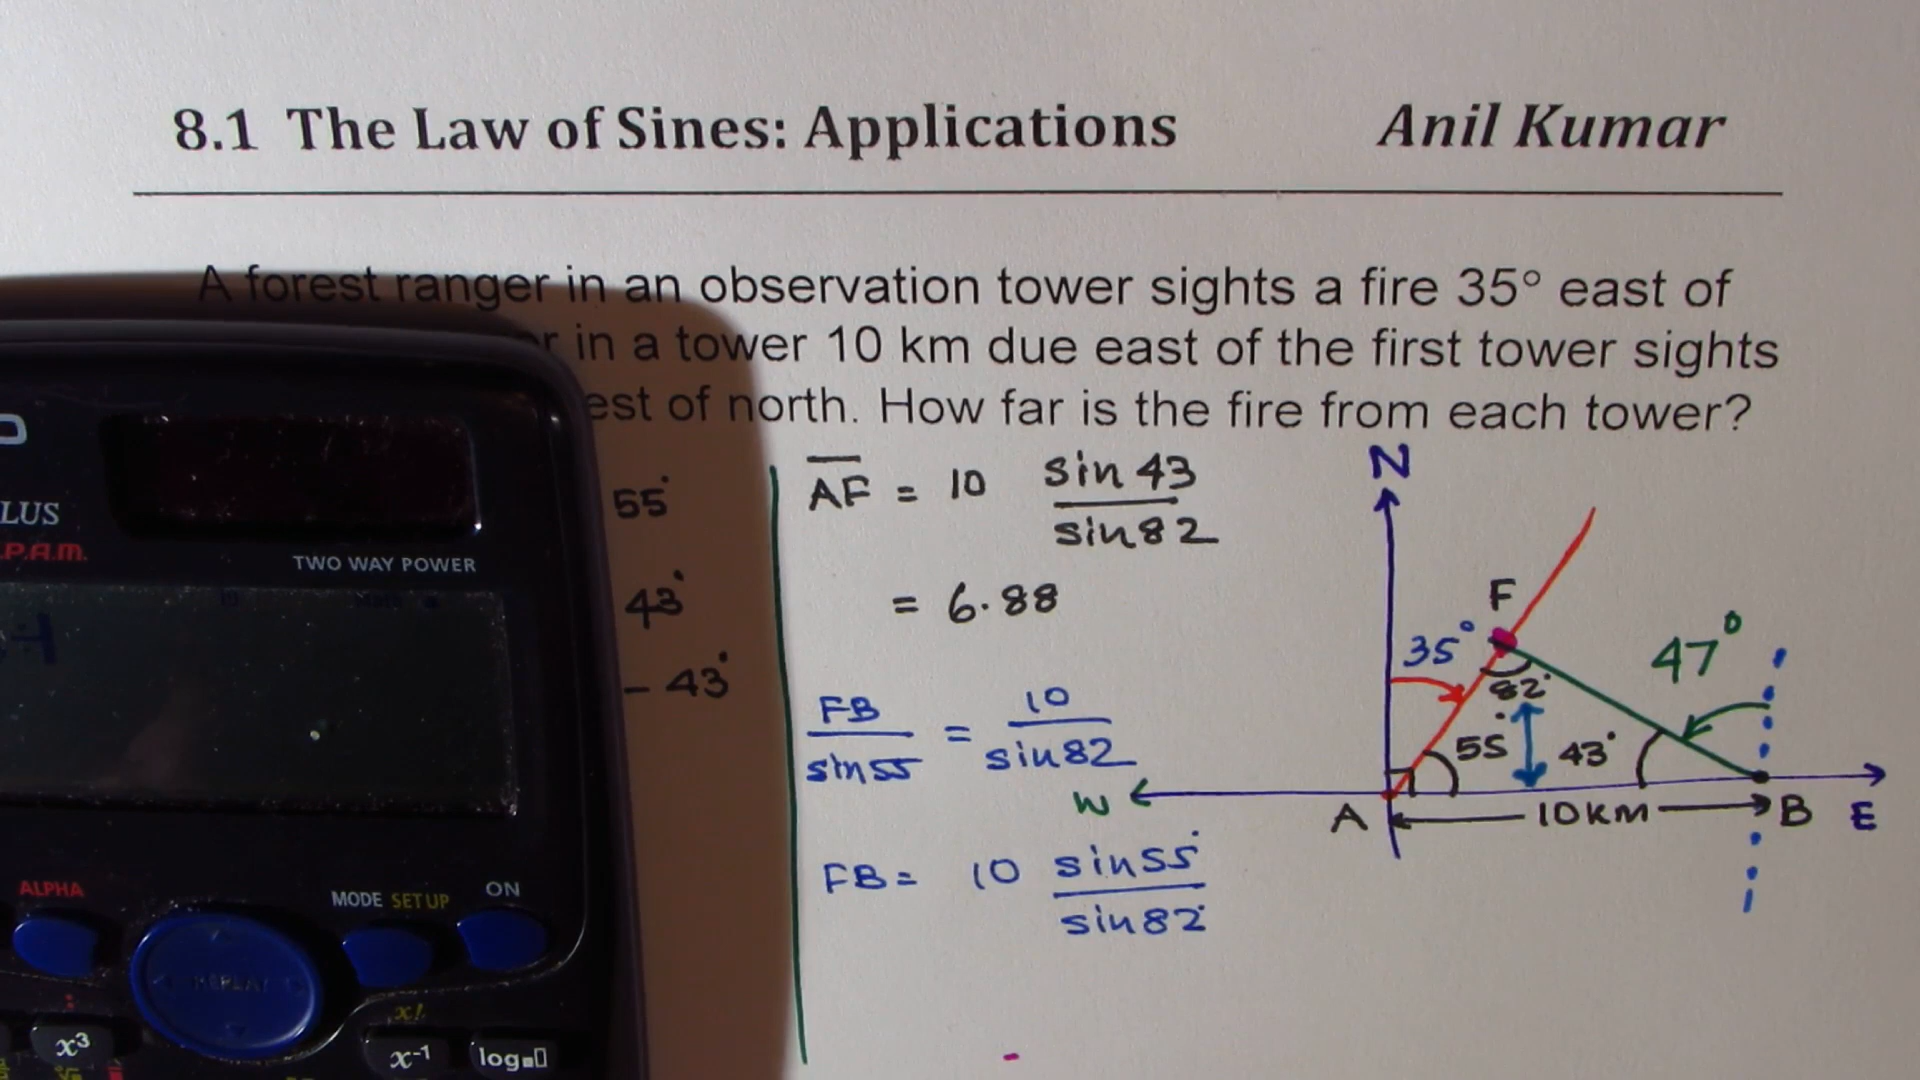 8.1 The Law of Sines: Applications Anil Kumar
A forest ranger in an observation tower sights a fire 35° east of
in a tower 10 km due east of the first tower sights
est of north. How far is the fire from each tower?
55°
43°
- 43°
AF = 10 sin 43
sin 82
= 6.88
FB = 10
sin 55 sin 82
FB = 10 sin 55°
sin 82°
N
F
35°
47°
82°
55°
43°
W
A
10 KM
B
E
LUS
V.P.A.M.
TWO WAY POWER
ALPHA
MODE SETUP ON
REPLAY
x!
x³
x⁻¹
log